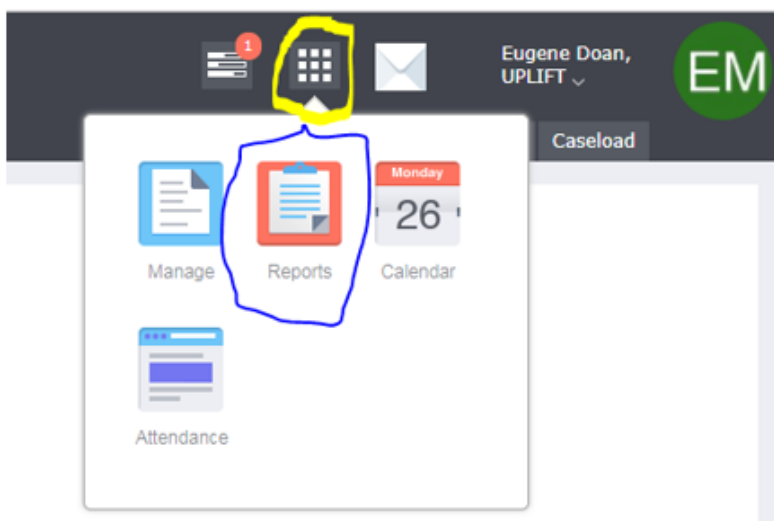 1
Eugene Doan,
UPLIFT
EM
Caseload
Monday
26
Manage
Reports
Calendar
Attendance